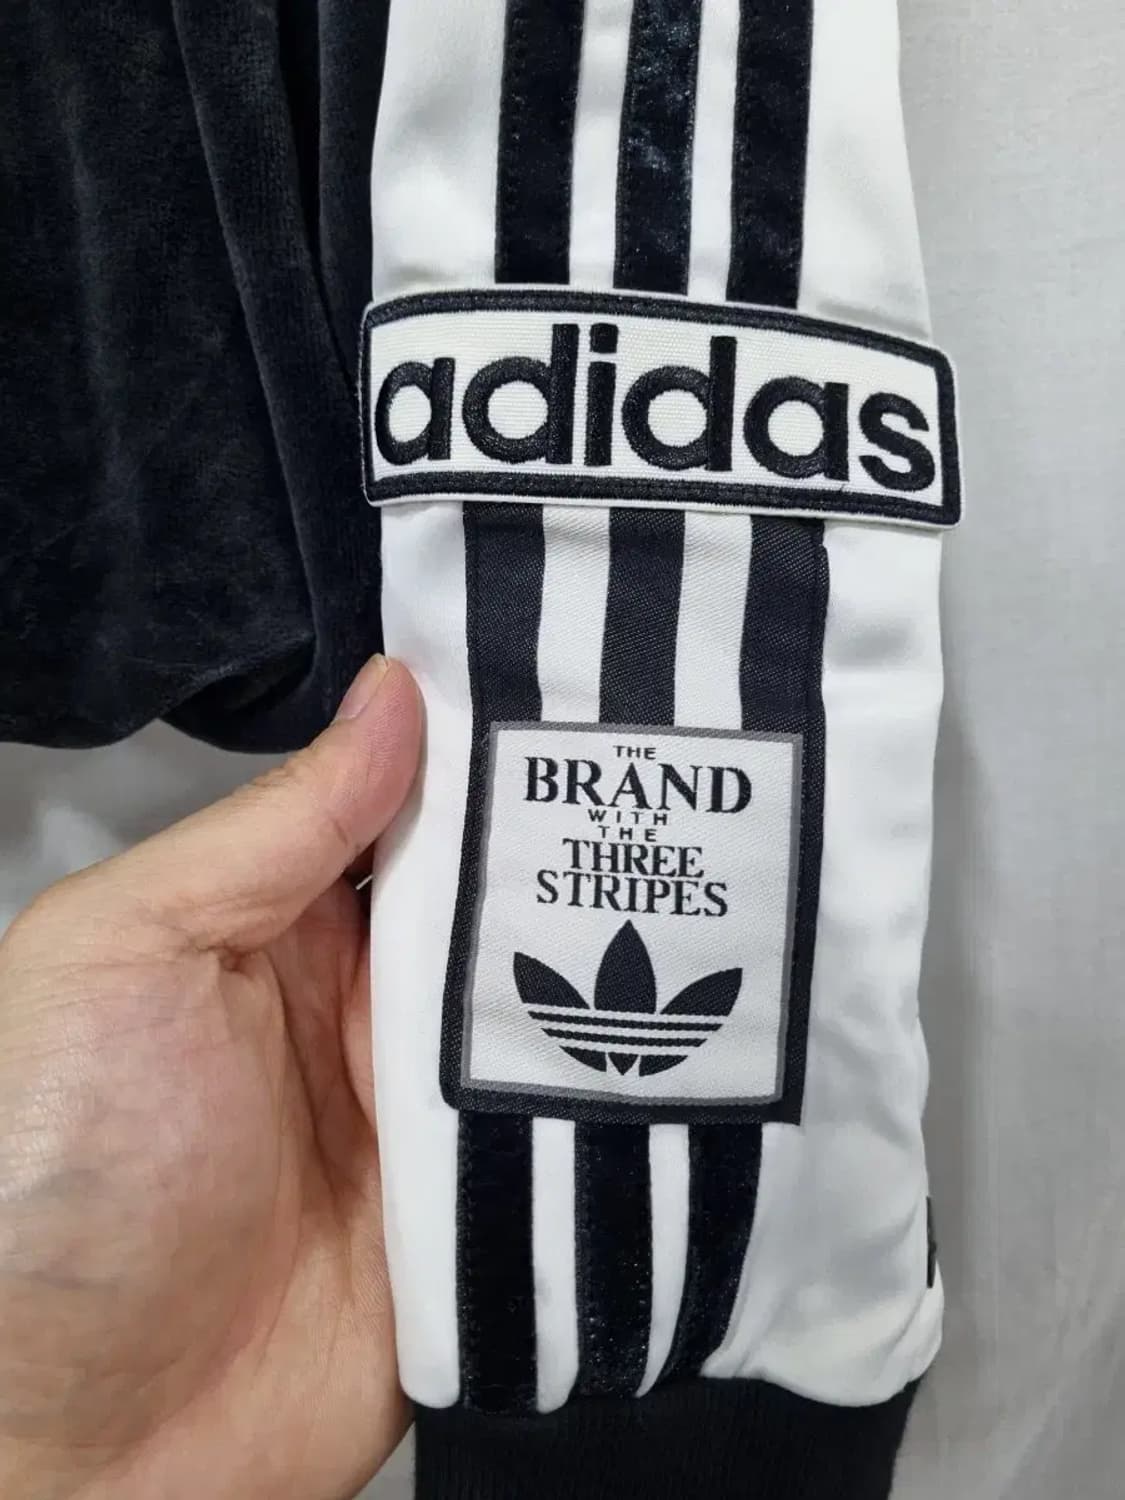 adidas
THE
BRAND
WITH
THE
THREE
STRIPES